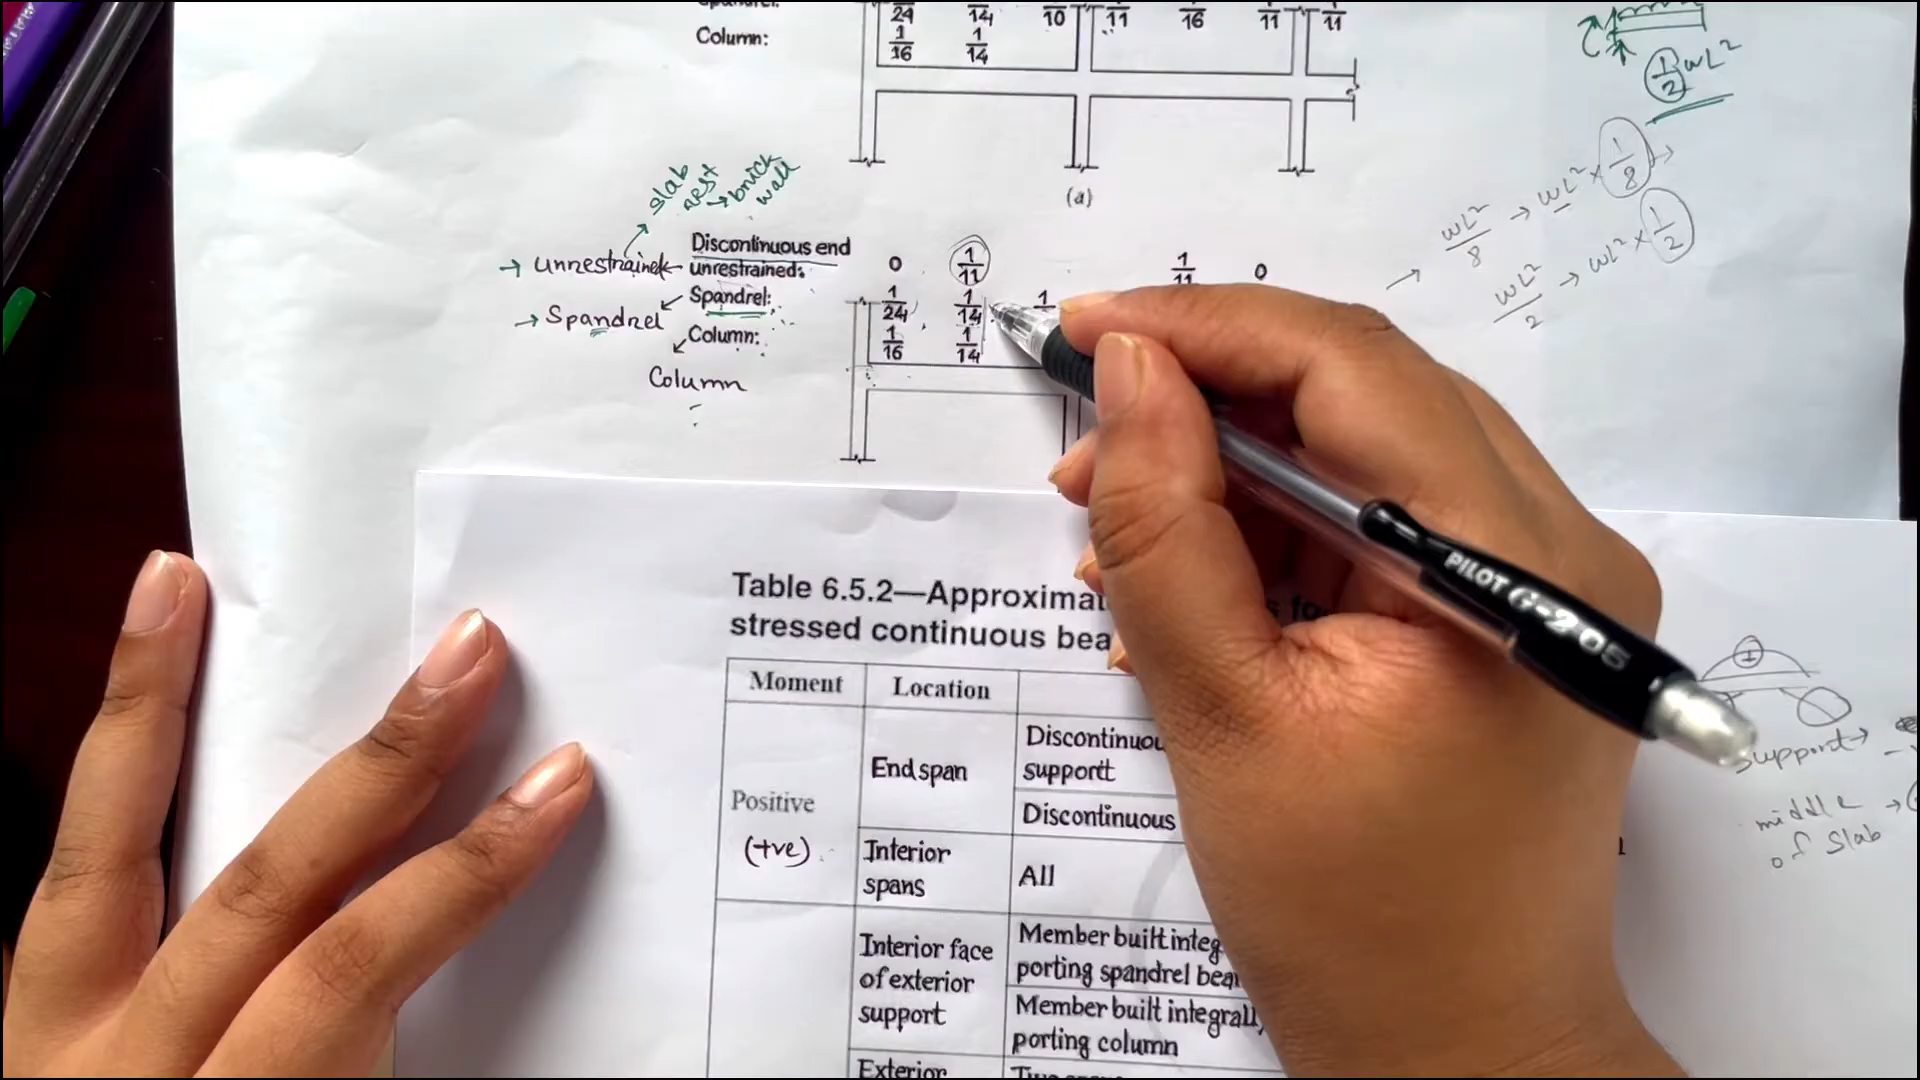 24 14 10 11 16 11 11
Column: 1/16 1/14
(a)
1/2 wL²
wL²/8 → wL² × 1/8 →
→ wL²/2 → wL² × 1/2
slab
rest
→ brick
wall
Discontinuous end
→ unrestrained ← unrestrained: 0 1/11 1/11 0
→ Spandrel ← Spandrel: 1/24 1/14 1
Column: 1/16 1/14
Column
Table 6.5.2—Approximat
stressed continuous bea
Moment Location
Positive
(+ve)
End span
Discontinuou
supportt
Discontinuous
Interior
spans
All
Interior face
of exterior
support
Member built integ
porting spandrel bea
Member built integrall
porting column
Exterior
PILOT G-2 05
support →
middle →
of slab